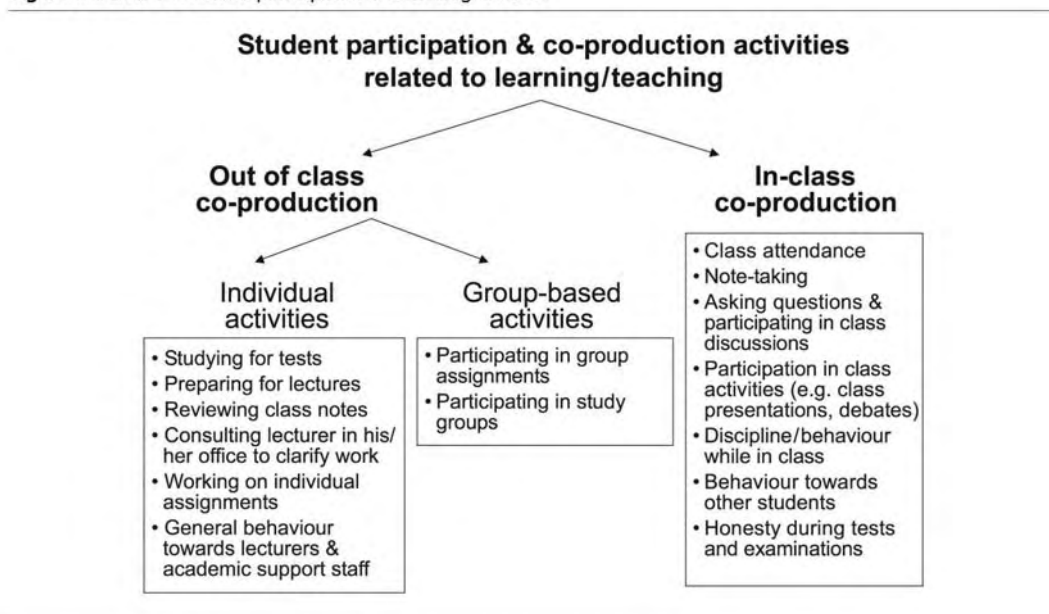 Student participation & co-production activities
related to learning/teaching
Out of class
co-production
In-class
co-production
Individual
activities
Group-based
activities
• Studying for tests
• Preparing for lectures
• Reviewing class notes
• Consulting lecturer in his/
her office to clarify work
• Working on individual
assignments
• General behaviour
towards lecturers &
academic support staff
• Participating in group
assignments
• Participating in study
groups
• Class attendance
• Note-taking
• Asking questions &
participating in class
discussions
• Participation in class
activities (e.g. class
presentations, debates)
• Discipline/behaviour
while in class
• Behaviour towards
other students
• Honesty during tests
and examinations